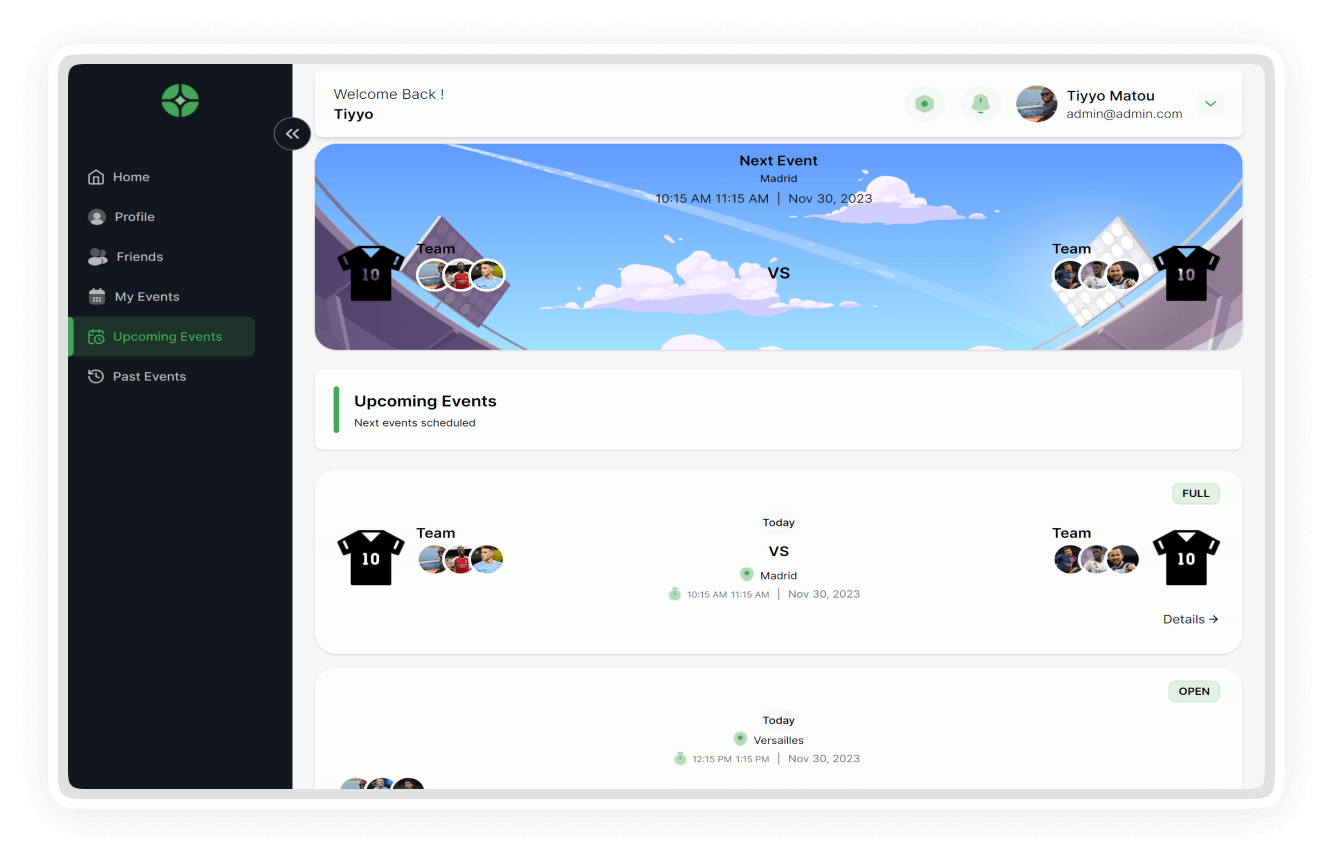 Welcome Back !
Tiyyo
Tiyyo Matou
admin@admin.com
Home
Profile
Friends
My Events
Upcoming Events
Past Events
Next Event
Madrid
10:15 AM 11:15 AM | Nov 30, 2023
Team
10
VS
Team
10
Upcoming Events
Next events scheduled
FULL
Today
Team
10
VS
Team
10
Madrid
10:15 AM 11:15 AM | Nov 30, 2023
Details →
OPEN
Today
Versailles
12:15 PM 1:15 PM | Nov 30, 2023